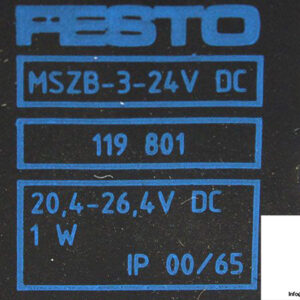 FESTO
MSZB-3-24V DC
119 801
20,4-26,4V DC
1 W
IP 00/65